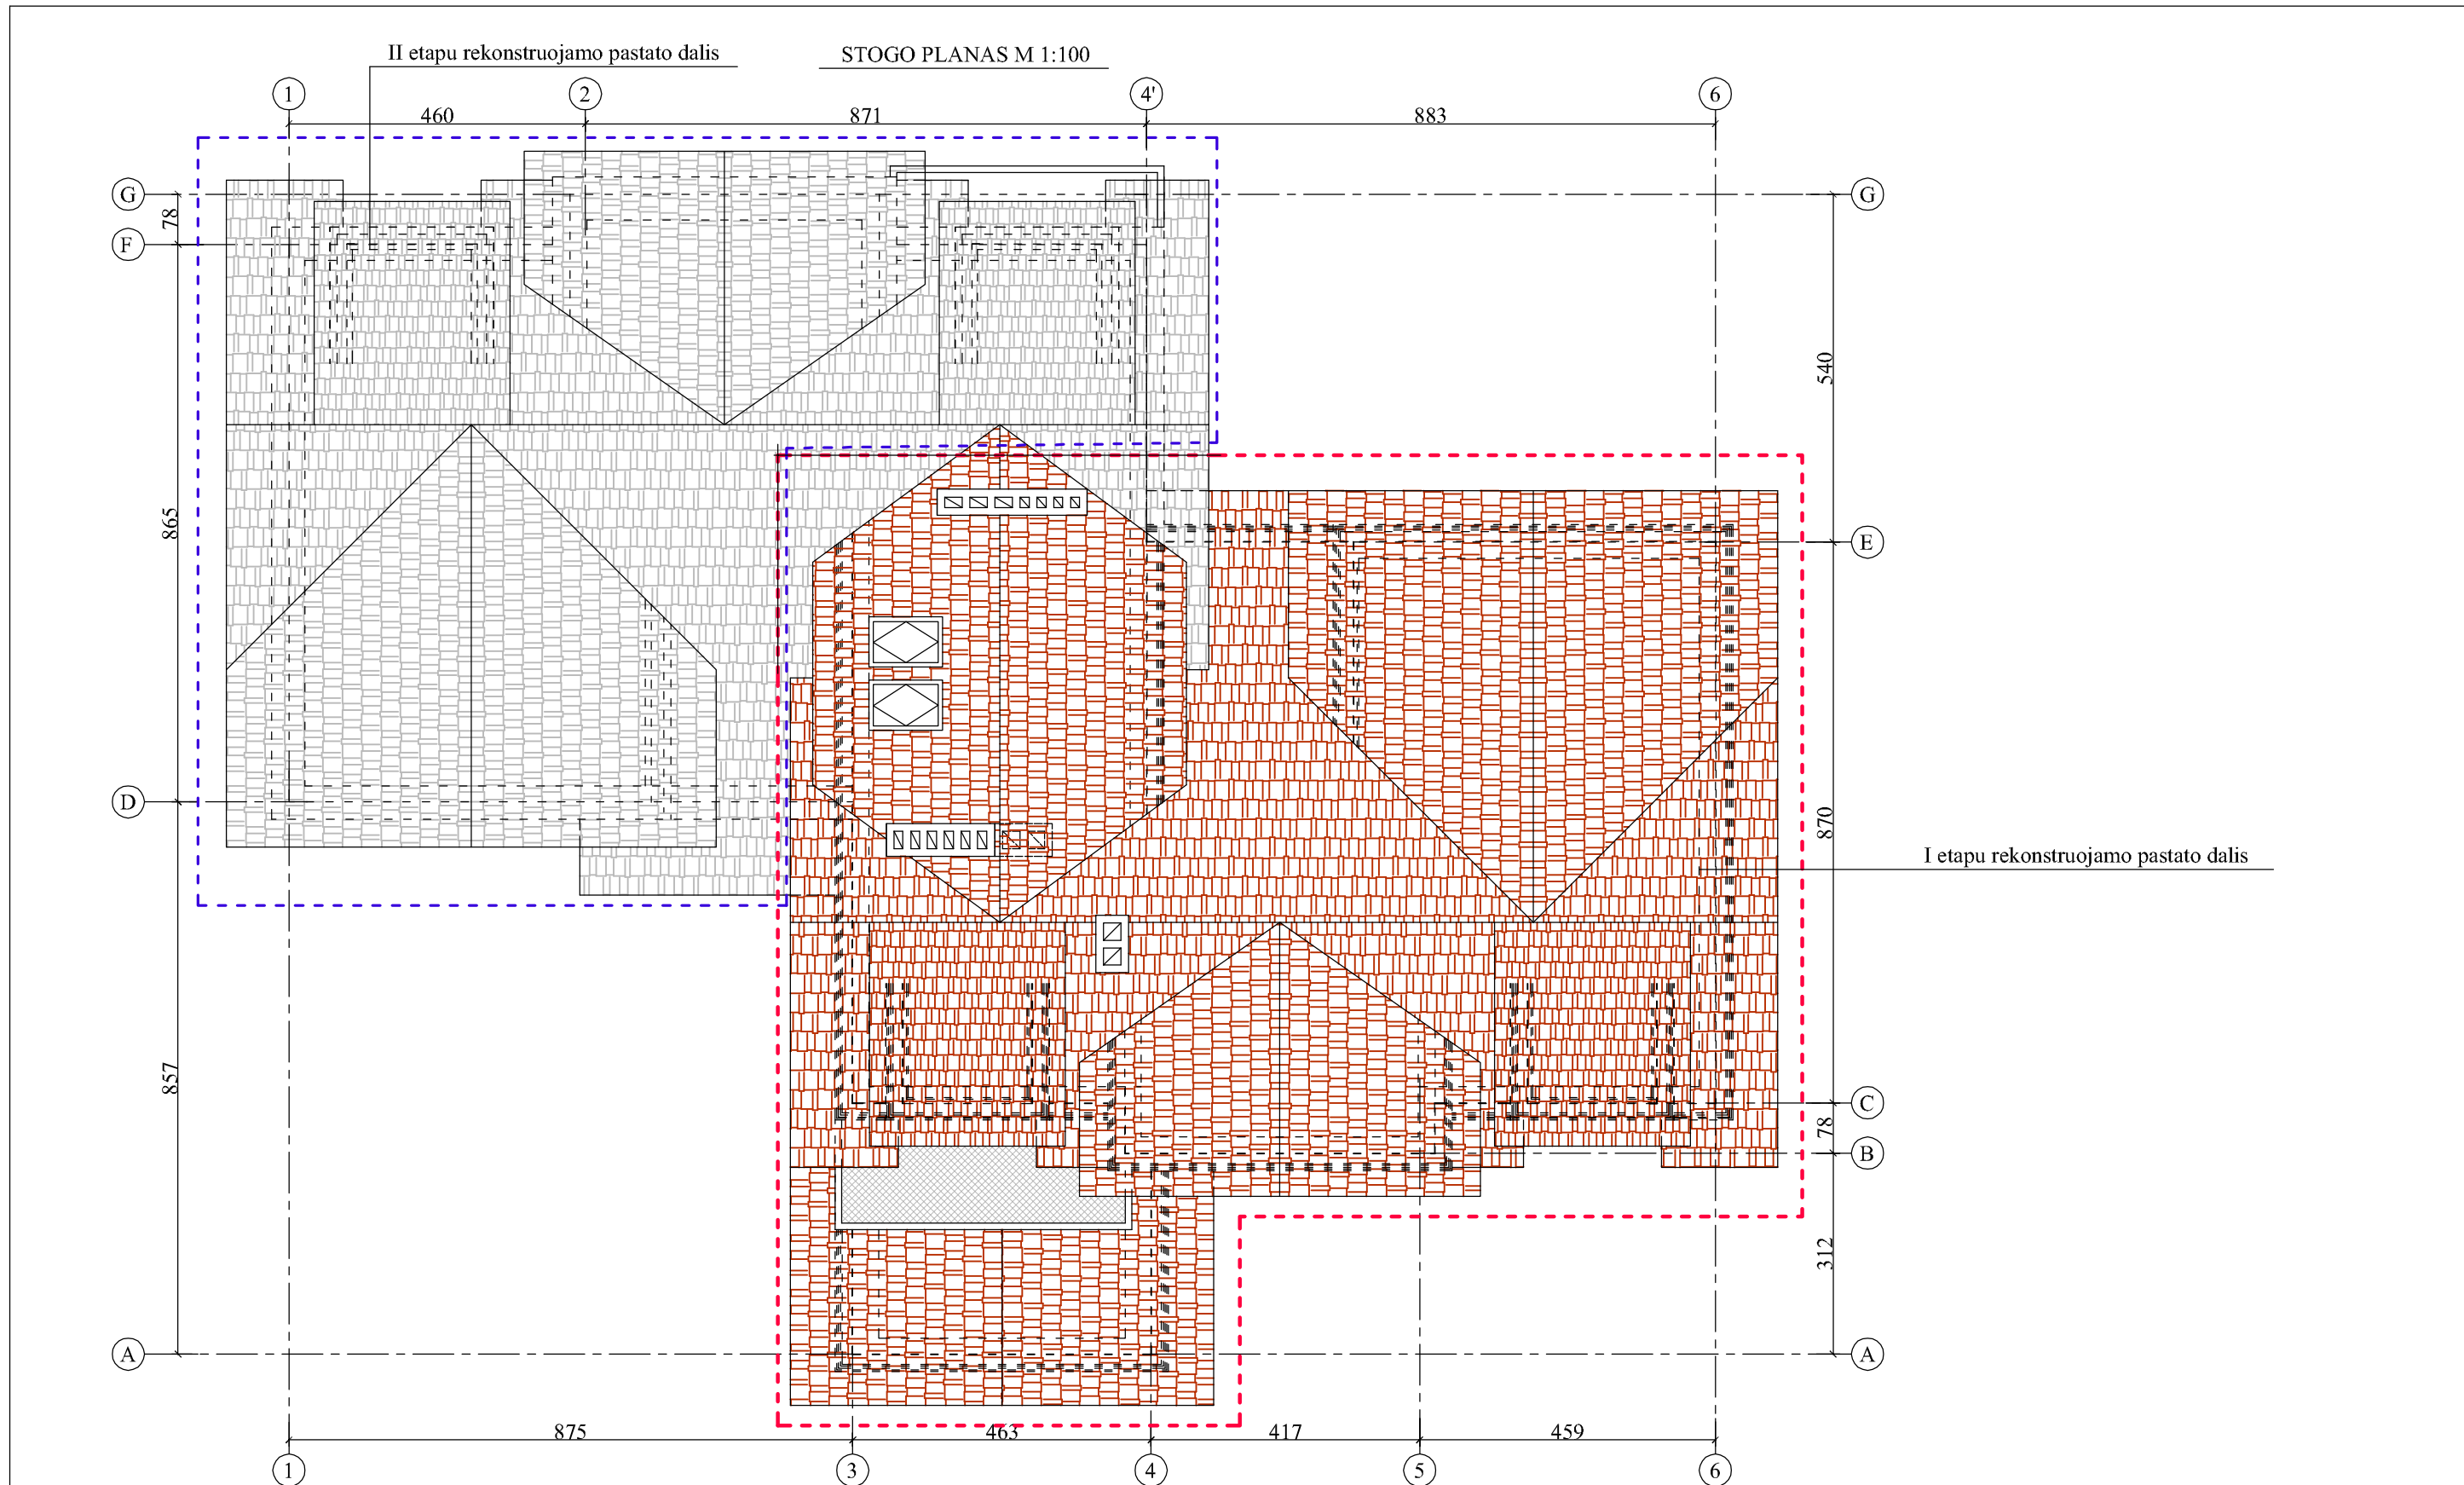 II etapu rekonstruojamo pastato dalis
STOGO PLANAS M 1:100
1
2
4'
6
460
871
883
G
G
78
F
540
865
E
D
870
I etapu rekonstruojamo pastato dalis
857
C
78
B
312
A
A
875
463
417
459
1
3
4
5
6